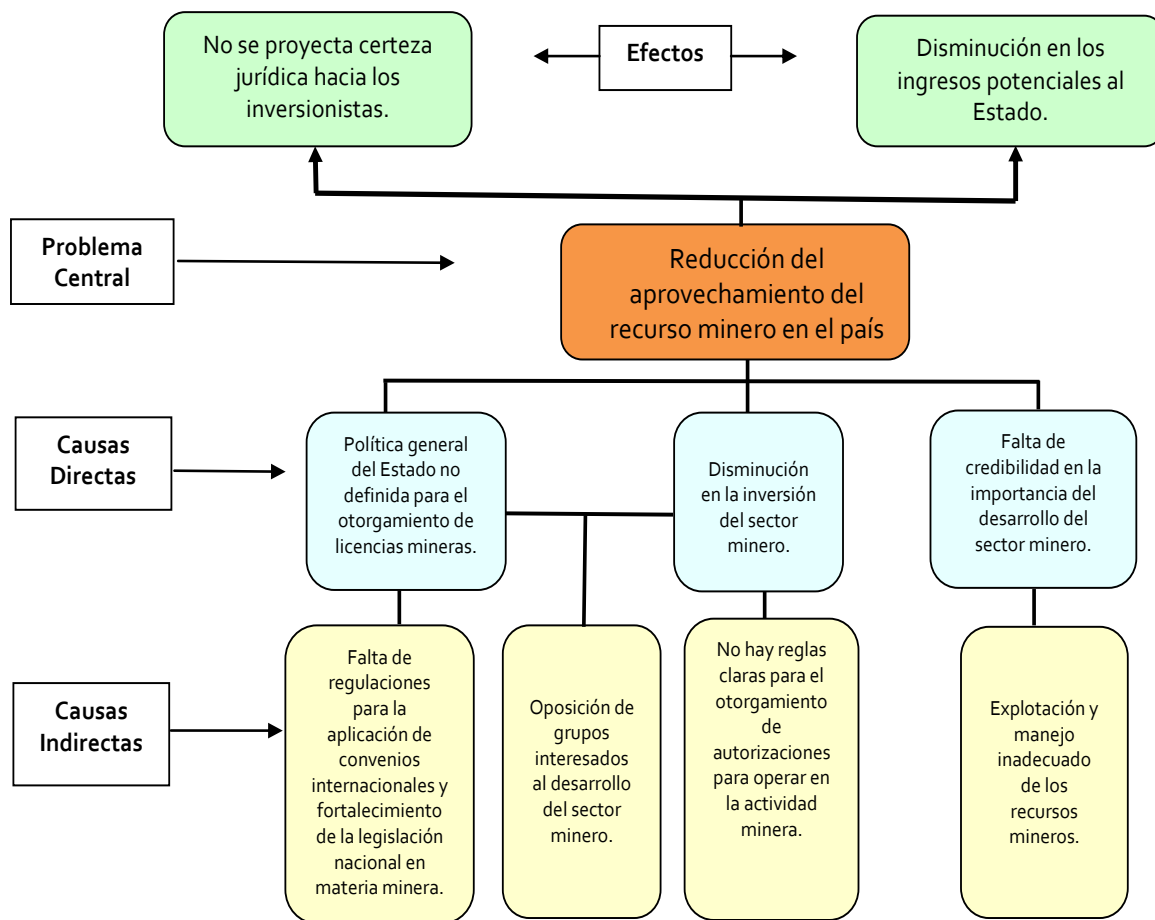 No se proyecta certeza
jurídica hacia los
inversionistas.
Efectos
Disminución en los
ingresos potenciales al
Estado.
Problema
Central
Reducción del
aprovechamiento del
recurso minero en el país
Causas
Directas
Política general
del Estado no
definida para el
otorgamiento de
licencias mineras.
Disminución
en la inversión
del sector
minero.
Falta de
credibilidad en la
importancia del
desarrollo del
sector minero.
Causas
Indirectas
Falta de
regulaciones
para la
aplicación de
convenios
internacionales y
fortalecimiento
de la legislación
nacional en
materia minera.
Oposición de
grupos
interesados
al desarrollo
del sector
minero.
No hay reglas
claras para el
otorgamiento
de
autorizaciones
para operar en
la actividad
minera.
Explotación y
manejo
inadecuado
de los
recursos
mineros.